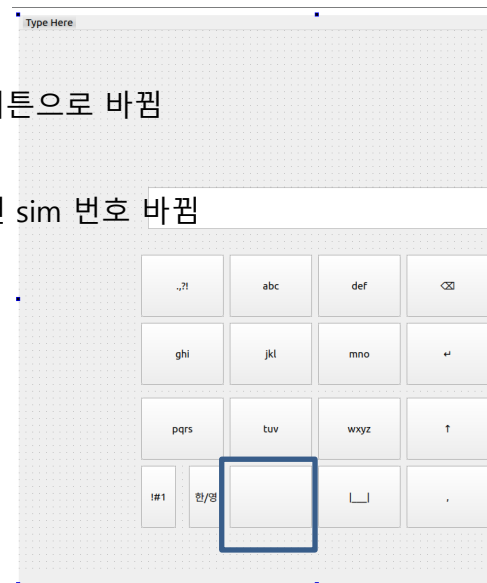 Type Here
튼으로 바뀜
sim 번호 바뀜
.,?! abc def ⌫
ghi jkl mno ↵
pqrs tuv wxyz ↑
!#1 한/영 |__| ,